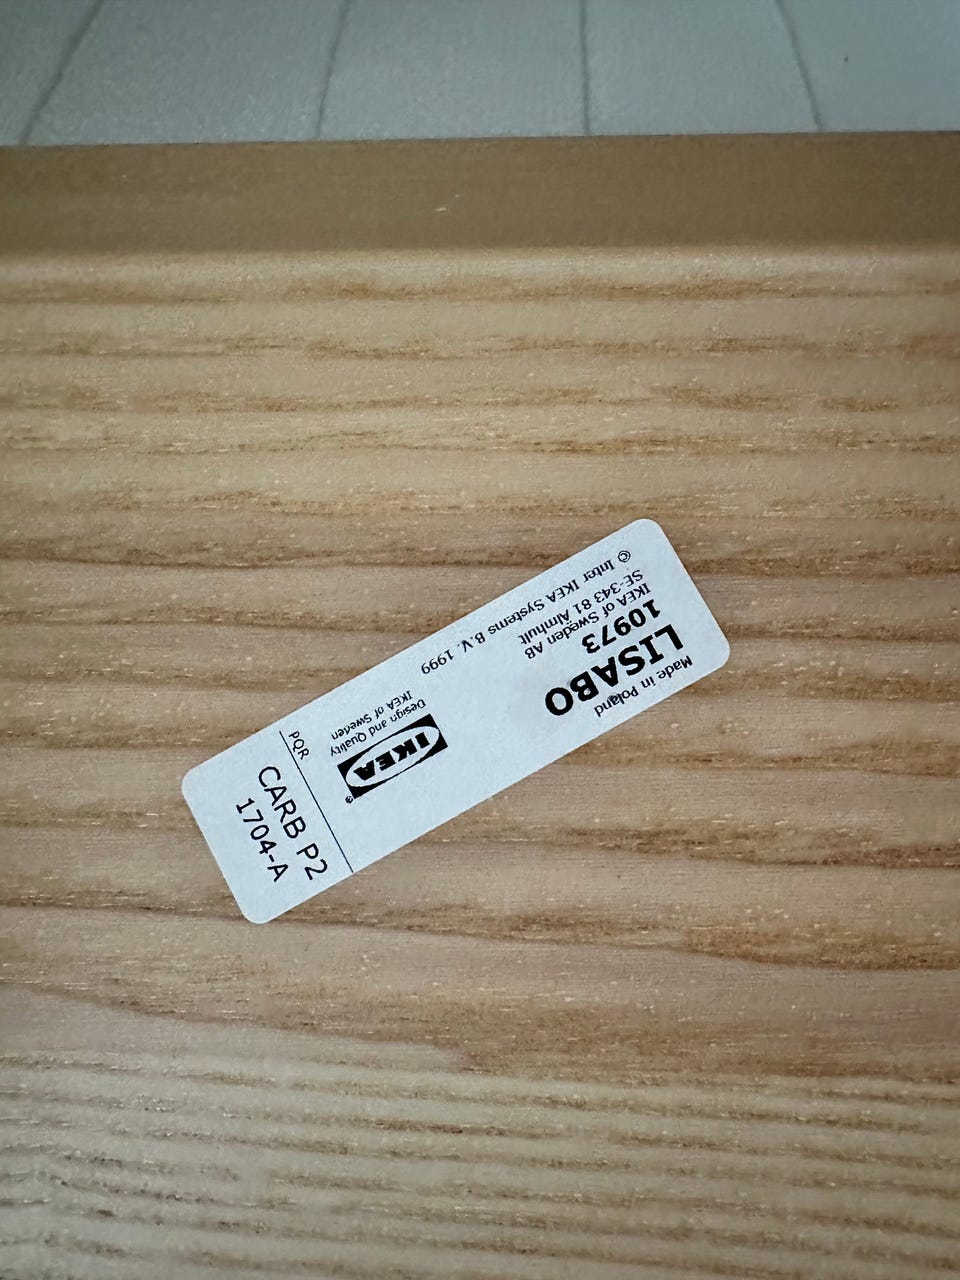 Made in Poland
LISABO
10973
IKEA of Sweden AB
SE-343 81 Älmhult
© Inter IKEA Systems B.V. 1999
IKEA®
Design and Quality
IKEA of Sweden
PQR
CARB P2
1704-A